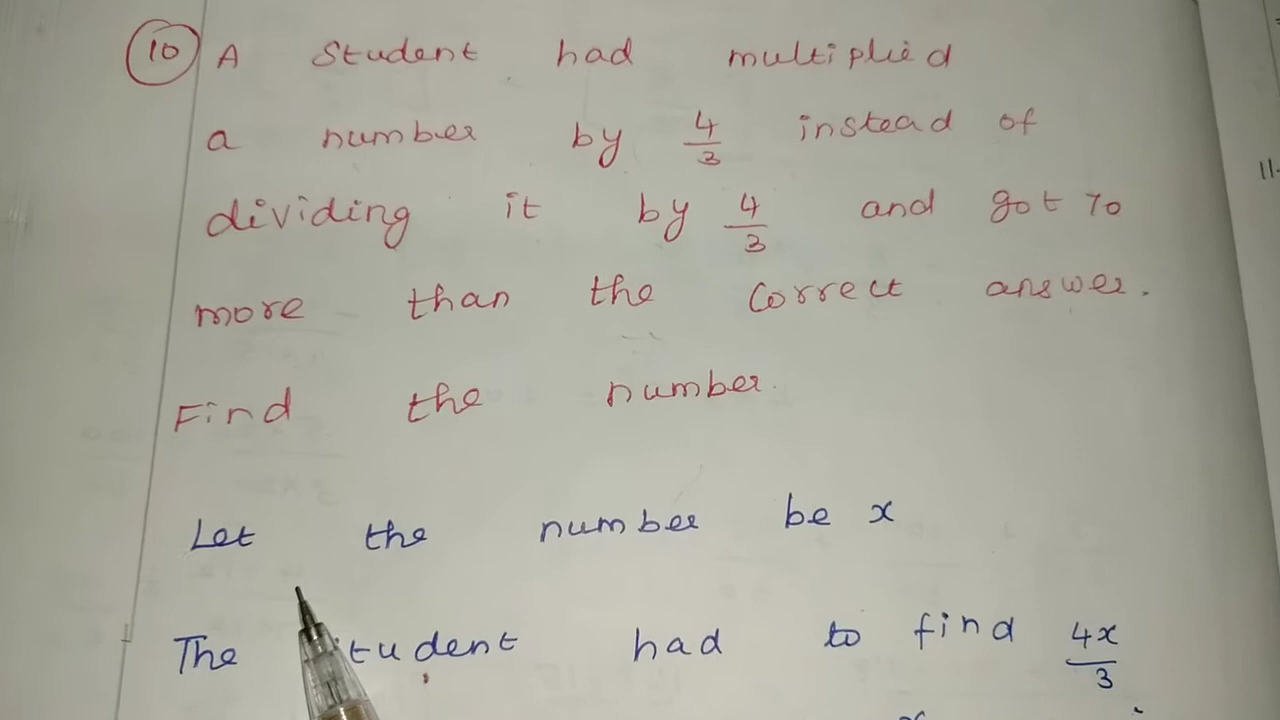 10 A student had multiplied
a number by 4/3 instead of
dividing it by 4/3 and got 70
more than the correct answer.
Find the number.
Let the number be x
The student had to find 4x/3
11.